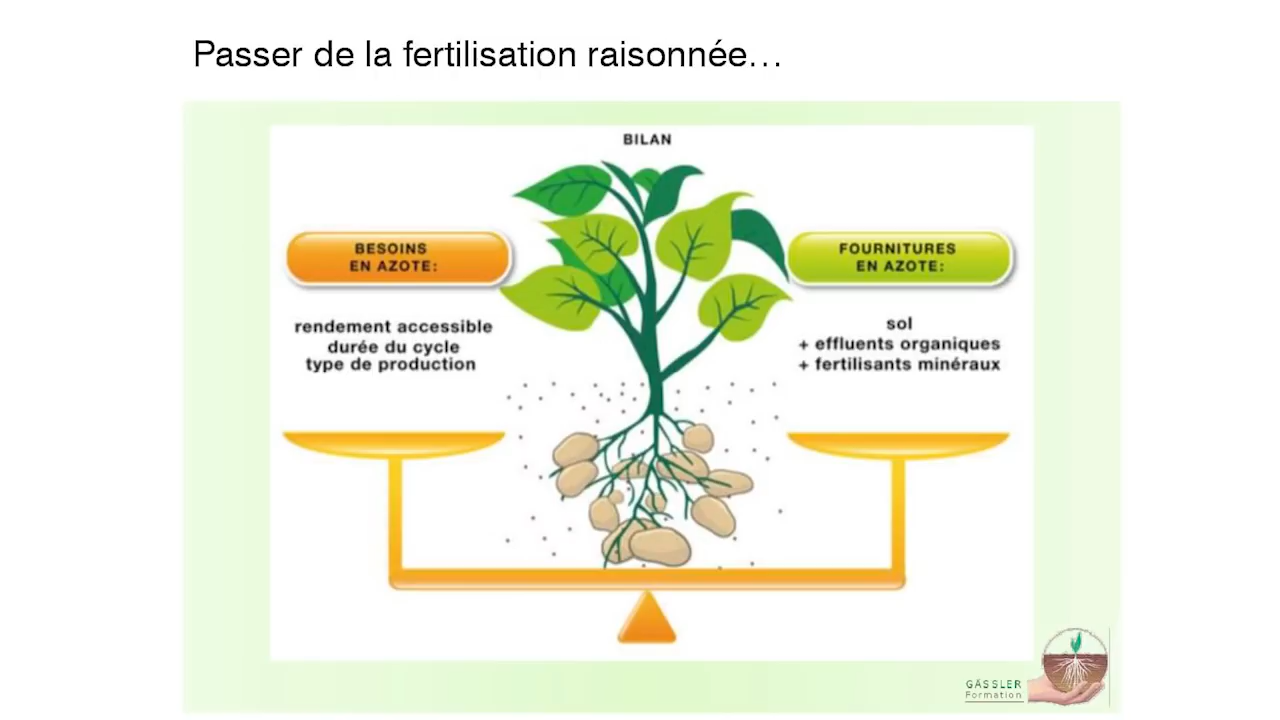 Passer de la fertilisation raisonnée…
BILAN
BESOINS
EN AZOTE:
rendement accessible
durée du cycle
type de production
FOURNITURES
EN AZOTE:
sol
+ effluents organiques
+ fertilisants minéraux
GÄSSLER
Formation